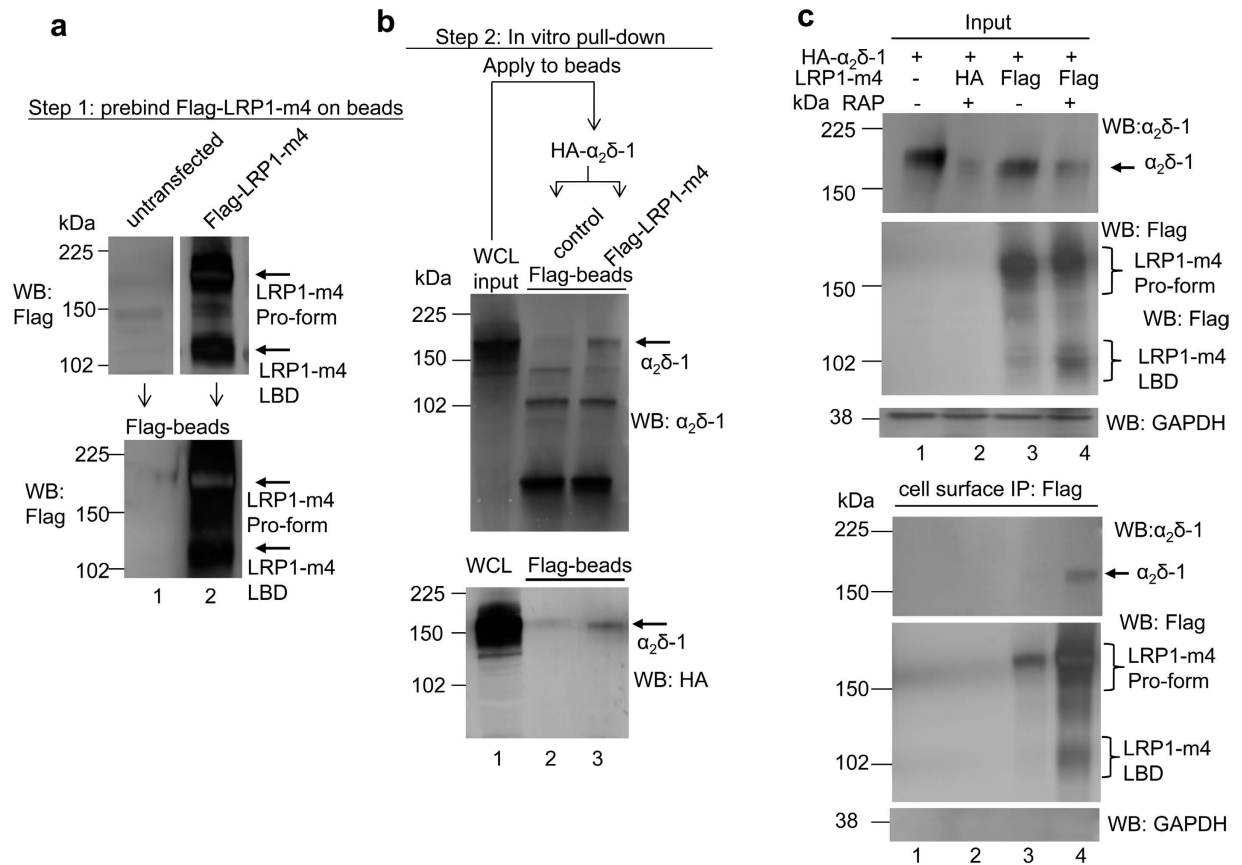 a
Step 1: prebind Flag-LRP1-m4 on beads
untransfected
Flag-LRP1-m4
kDa
225
150
102
WB:
Flag
LRP1-m4
Pro-form
LRP1-m4
LBD
Flag-beads
225
150
102
WB:
Flag
LRP1-m4
Pro-form
LRP1-m4
LBD
1 2
b
Step 2: In vitro pull-down
Apply to beads
HA-α₂δ-1
control
Flag-LRP1-m4
WCL
input
Flag-beads
kDa
225
150
102
α₂δ-1
WB: α₂δ-1
WCL Flag-beads
225
150
102
α₂δ-1
WB: HA
1 2 3
c
Input
HA-α₂δ-1 + + + +
LRP1-m4 - HA Flag Flag
kDa RAP - + - +
225
150
WB:α₂δ-1
α₂δ-1
WB: Flag
LRP1-m4
Pro-form
150
WB: Flag
102
LRP1-m4
LBD
38
WB: GAPDH
1 2 3 4
kDa
cell surface IP: Flag
225
150
WB:α₂δ-1
α₂δ-1
WB: Flag
LRP1-m4
Pro-form
150
102
LRP1-m4
LBD
38
WB: GAPDH
1 2 3 4